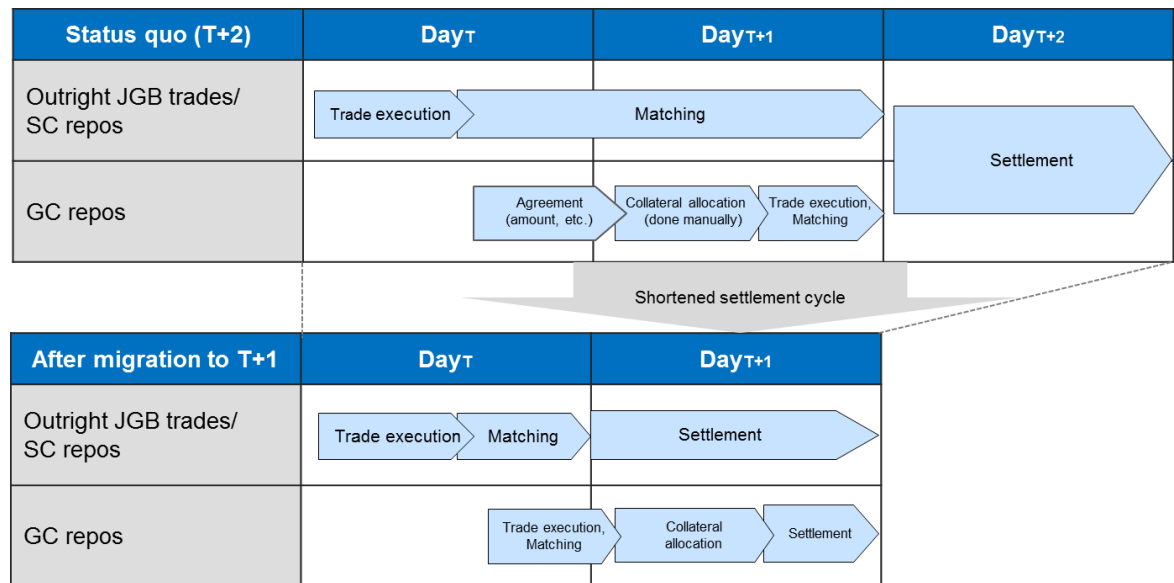 Status quo (T+2)
DayT
DayT+1
DayT+2
Outright JGB trades/
SC repos
Trade execution
Matching
Settlement
GC repos
Agreement
(amount, etc.)
Collateral allocation
(done manually)
Trade execution,
Matching
Shortened settlement cycle
After migration to T+1
DayT
DayT+1
Outright JGB trades/
SC repos
Trade execution
Matching
Settlement
GC repos
Trade execution,
Matching
Collateral
allocation
Settlement